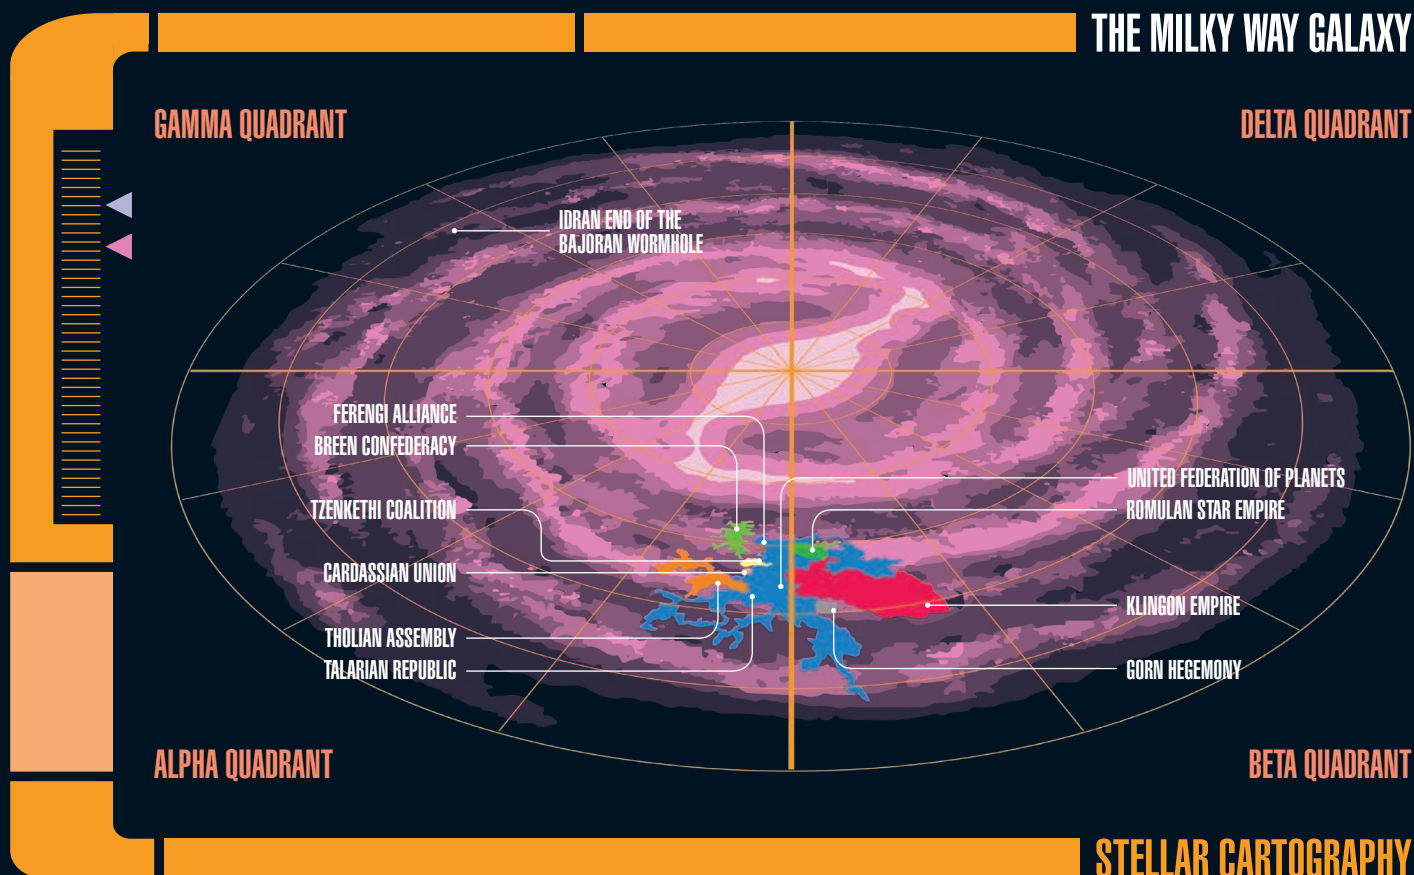 THE MILKY WAY GALAXY
GAMMA QUADRANT
DELTA QUADRANT
IDRAN END OF THE
BAJORAN WORMHOLE
FERENGI ALLIANCE
BREEN CONFEDERACY
TZENKETHI COALITION
CARDASSIAN UNION
THOLIAN ASSEMBLY
TALARIAN REPUBLIC
UNITED FEDERATION OF PLANETS
ROMULAN STAR EMPIRE
KLINGON EMPIRE
GORN HEGEMONY
ALPHA QUADRANT
BETA QUADRANT
STELLAR CARTOGRAPHY